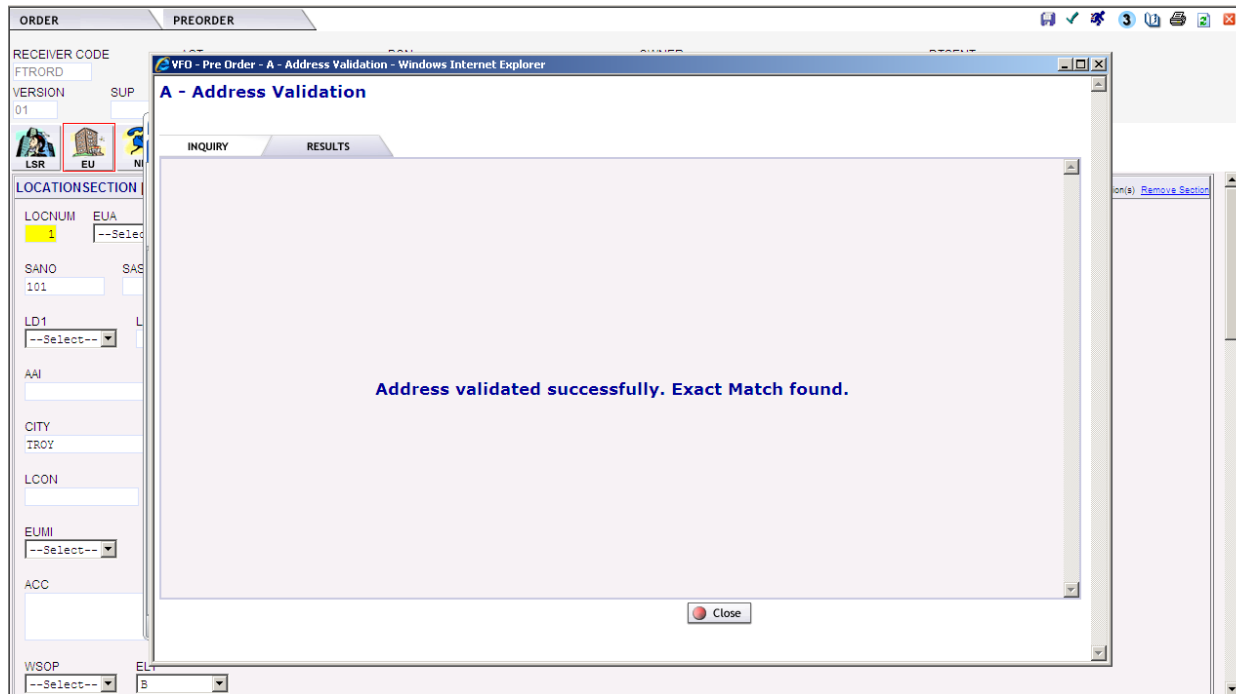 ORDER PREORDER
3
RECEIVER CODE
FTRORD
VFO - Pre Order - A - Address Validation - Windows Internet Explorer
VERSION SUP
01
A - Address Validation
INQUIRY RESULTS
LSR EU
LOCATIONSECTION
Remove Section
LOCNUM EUA
1 --Selec
SANO SAS
101
LD1 L
--Select--
AAI
Address validated successfully. Exact Match found.
CITY
TROY
LCON
EUMI
--Select--
ACC
Close
WSOP
--Select-- B